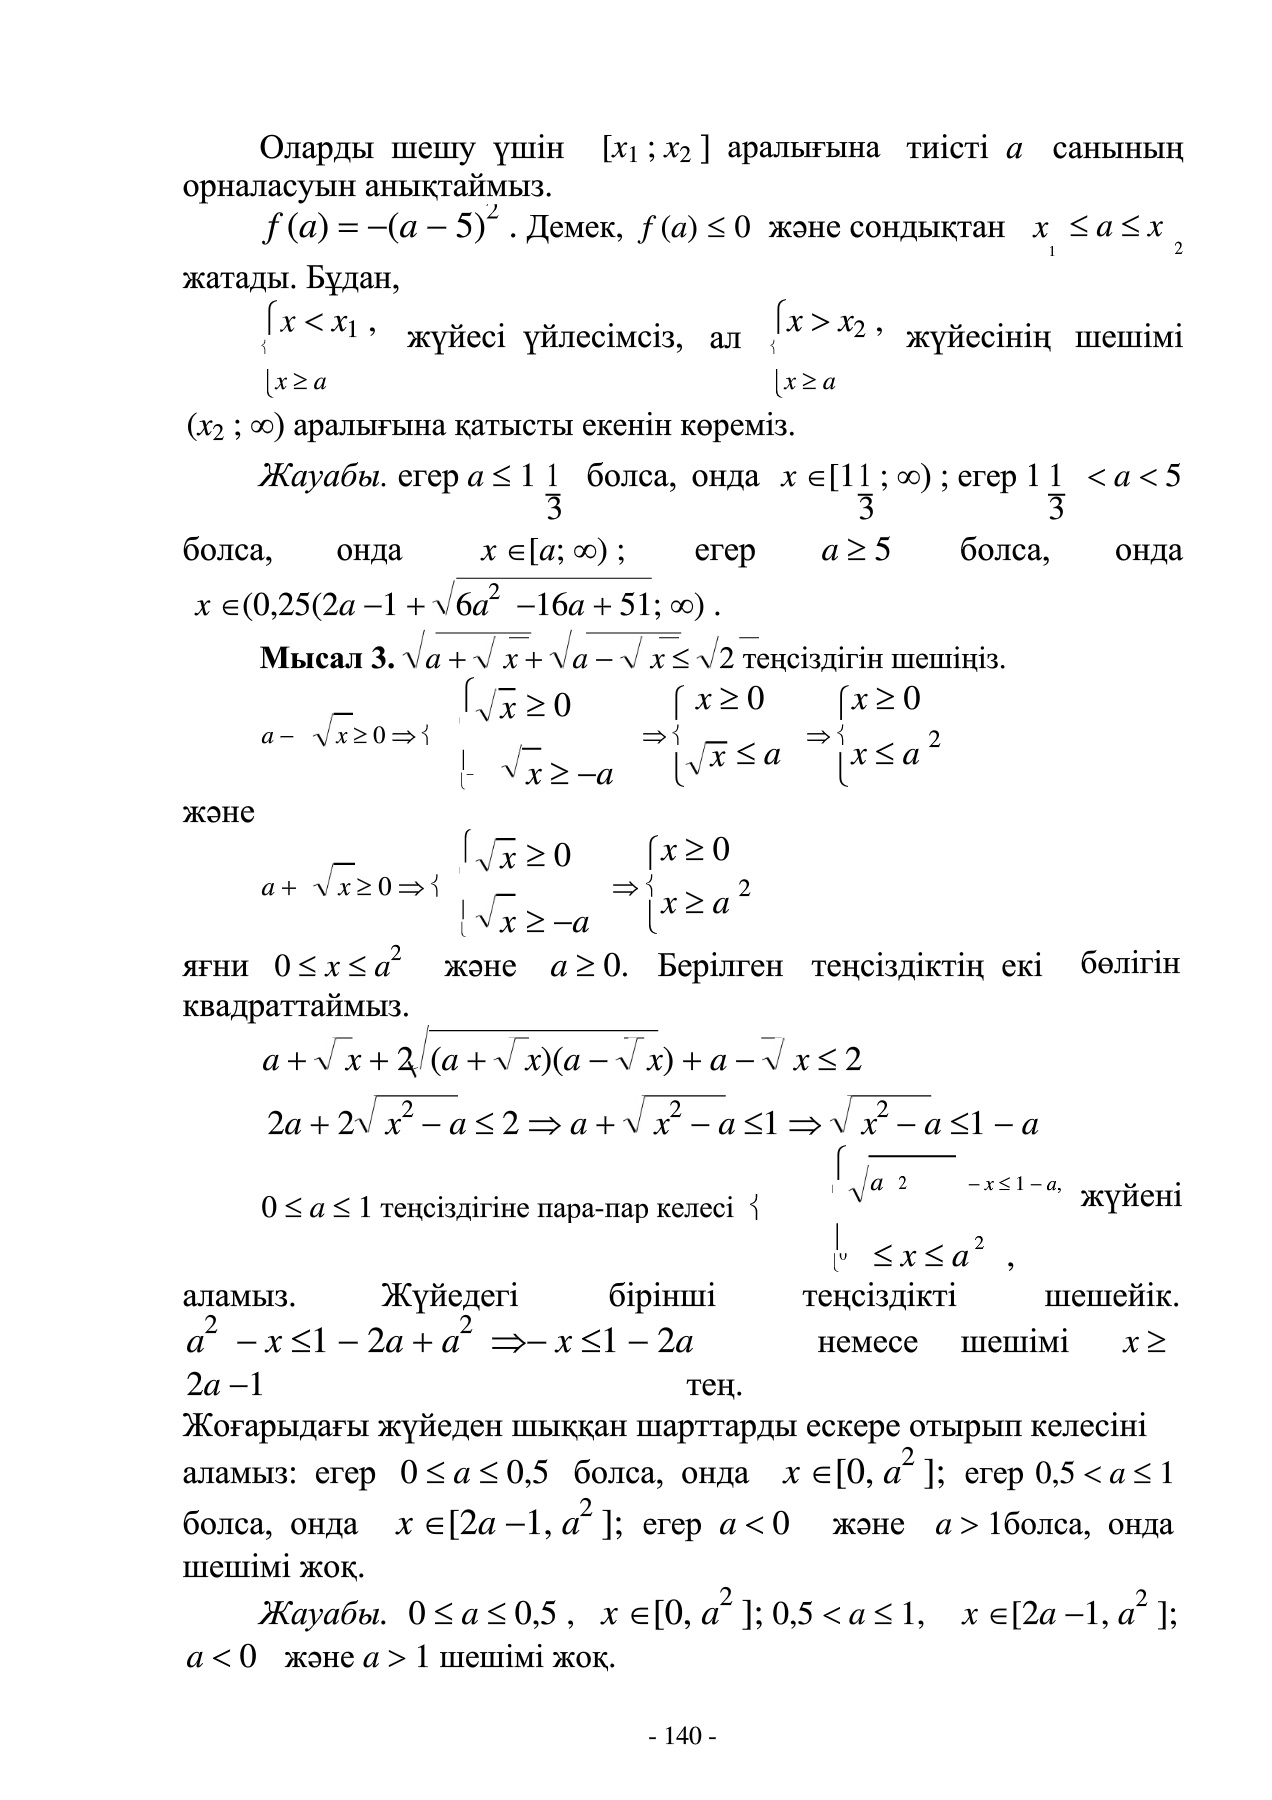 Оларды шешу үшін [x₁ ; x₂ ] аралығына тиісті a санының
орналасуын анықтаймыз.
f (a) = −(a − 5)² . Демек, f (a) ≤ 0 және сондықтан x₁ ≤ a ≤ x₂
жатады. Бұдан,
{x < x₁ , x ≥ a жүйесі үйлесімсіз, ал {x > x₂ , x ≥ a жүйесінің шешімі
(x₂ ; ∞) аралығына қатысты екенін көреміз.
Жауабы. егер a ≤ 1 1/3 болса, онда x ∈[1 1/3 ; ∞) ; егер 1 1/3 < a < 5
болса, онда x ∈[a; ∞) ; егер a ≥ 5 болса, онда
x ∈(0,25(2a −1 + √(6a² −16a + 51); ∞) .
Мысал 3. √(a + √x) + √(a − √x) ≤ √2 теңсіздігін шешіңіз.
a − √x ≥ 0 ⇒ {√x ≥ 0 − √x ≥ −a ⇒ {x ≥ 0 √x ≤ a ⇒ {x ≥ 0 x ≤ a²
және
a + √x ≥ 0 ⇒ {√x ≥ 0 √x ≥ −a ⇒ {x ≥ 0 x ≥ a²
яғни 0 ≤ x ≤ a² және a ≥ 0. Берілген теңсіздіктің екі бөлігін
квадраттаймыз.
a + √x + 2√((a + √x)(a − √x)) + a − √x ≤ 2
2a + 2√(x² − a) ≤ 2 ⇒ a + √(x² − a) ≤1 ⇒ √(x² − a) ≤1 − a
0 ≤ a ≤ 1 теңсіздігіне пара-пар келесі {√(a² − x) ≤ 1 − a, 0 ≤ x ≤ a² , жүйені
аламыз. Жүйедегі бірінші теңсіздікті шешейік.
a² − x ≤1 − 2a + a² ⇒− x ≤1 − 2a немесе шешімі x ≥
2a −1 тең.
Жоғарыдағы жүйеден шыққан шарттарды ескере отырып келесіні
аламыз: егер 0 ≤ a ≤ 0,5 болса, онда x ∈[0, a² ]; егер 0,5 < a ≤ 1
болса, онда x ∈[2a −1, a² ]; егер a < 0 және a > 1болса, онда
шешімі жоқ.
Жауабы. 0 ≤ a ≤ 0,5 , x ∈[0, a² ]; 0,5 < a ≤ 1, x ∈[2a −1, a² ];
a < 0 және a > 1 шешімі жоқ.
- 140 -